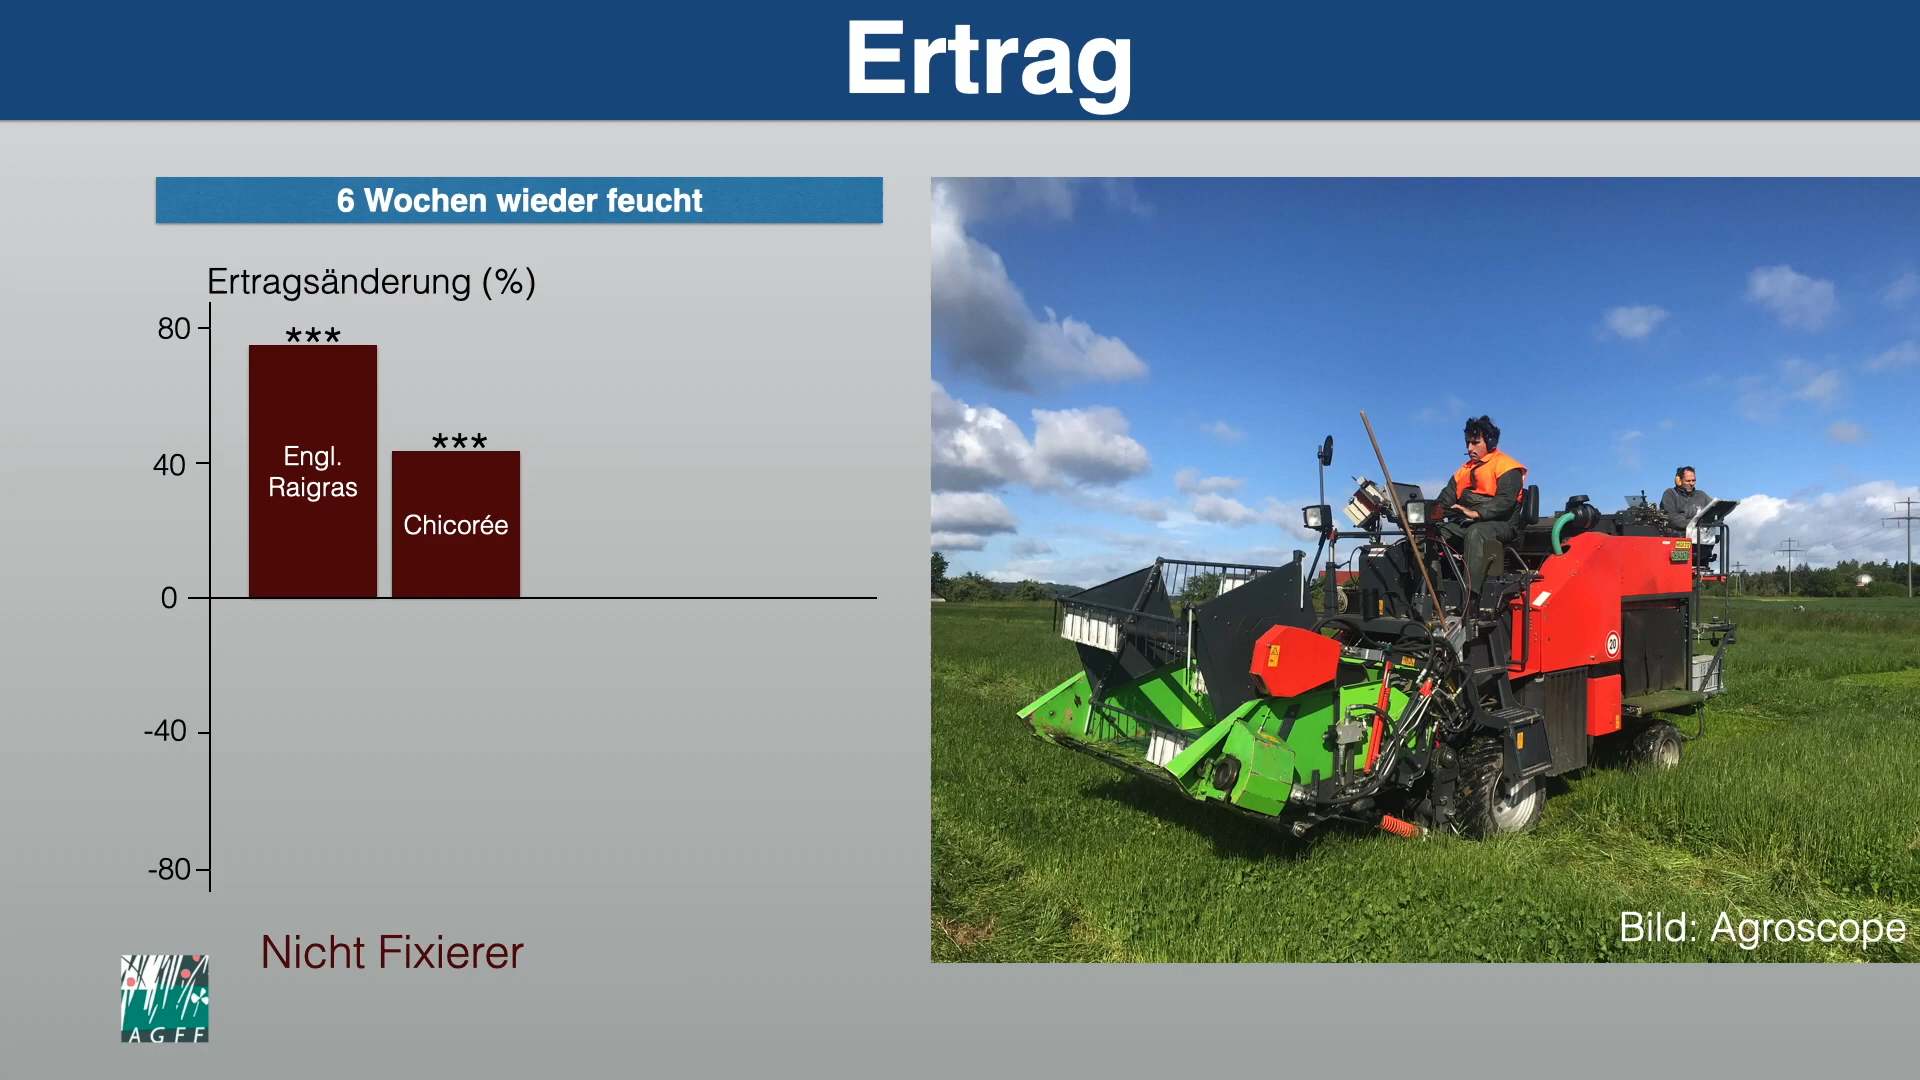 Ertrag
6 Wochen wieder feucht
Ertragsänderung (%)
80
40
0
-40
-80
***
***
Engl.
Raigras
Chicorée
Nicht Fixierer
AGFF
20
Bild: Agroscope